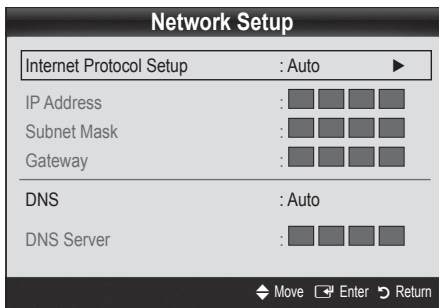 Network Setup
Internet Protocol Setup : Auto ►
IP Address :
Subnet Mask :
Gateway :
DNS : Auto
DNS Server :
Move Enter Return